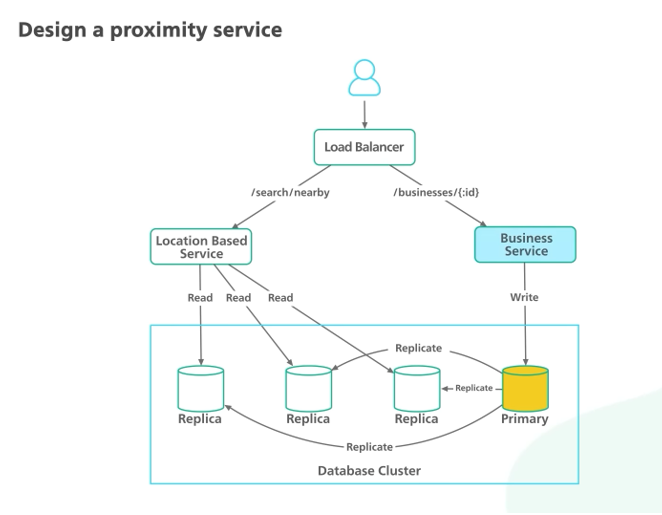 Design a proximity service
Load Balancer
/search/nearby
/businesses/{:id}
Location Based
Service
Business
Service
Read
Read
Read
Write
Replicate
Replicate
Replica
Replica
Replica
Primary
Replicate
Database Cluster